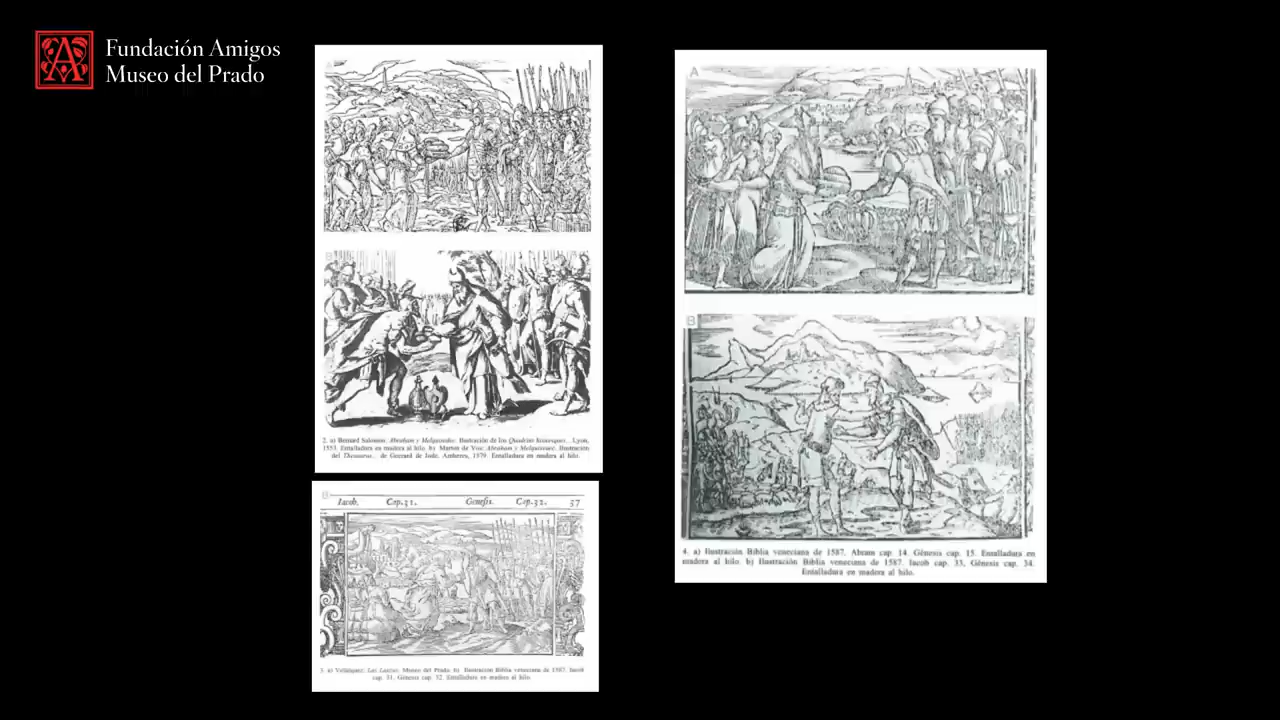 Fundación Amigos
Museo del Prado
A
B
2. a) Bernard Salomon: Abraham y Melquisedec. Ilustración de los Quadrins historiques... Lyon,
1553. Entalladura en madera al hilo. b) Marten de Vos: Abraham y Melquisedec. Ilustración
del Thesaurus... de Gerard de Iode. Amberes, 1579. Entalladura en madera al hilo.
B
Iacob. Cap.31. Genesis. Cap.32. 57
3. a) Velázquez: Las Lanzas. Museo del Prado. b) Ilustración Biblia veneciana de 1587. Iacob
cap. 31. Génesis cap. 32. Entalladura en madera al hilo.
A
B
4. a) Ilustración Biblia veneciana de 1587. Abram cap. 14. Génesis cap. 15. Entalladura en
madera al hilo. b) Ilustración Biblia veneciana de 1587. Iacob cap. 33. Génesis cap. 34.
Entalladura en madera al hilo.